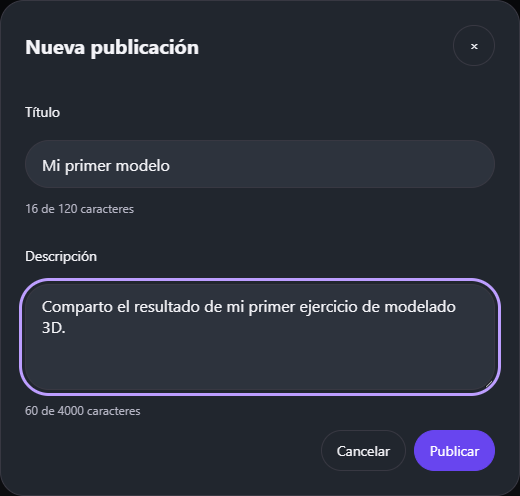 Nueva publicación
×
Título
Mi primer modelo
16 de 120 caracteres
Descripción
Comparto el resultado de mi primer ejercicio de modelado
3D.
60 de 4000 caracteres
Cancelar
Publicar